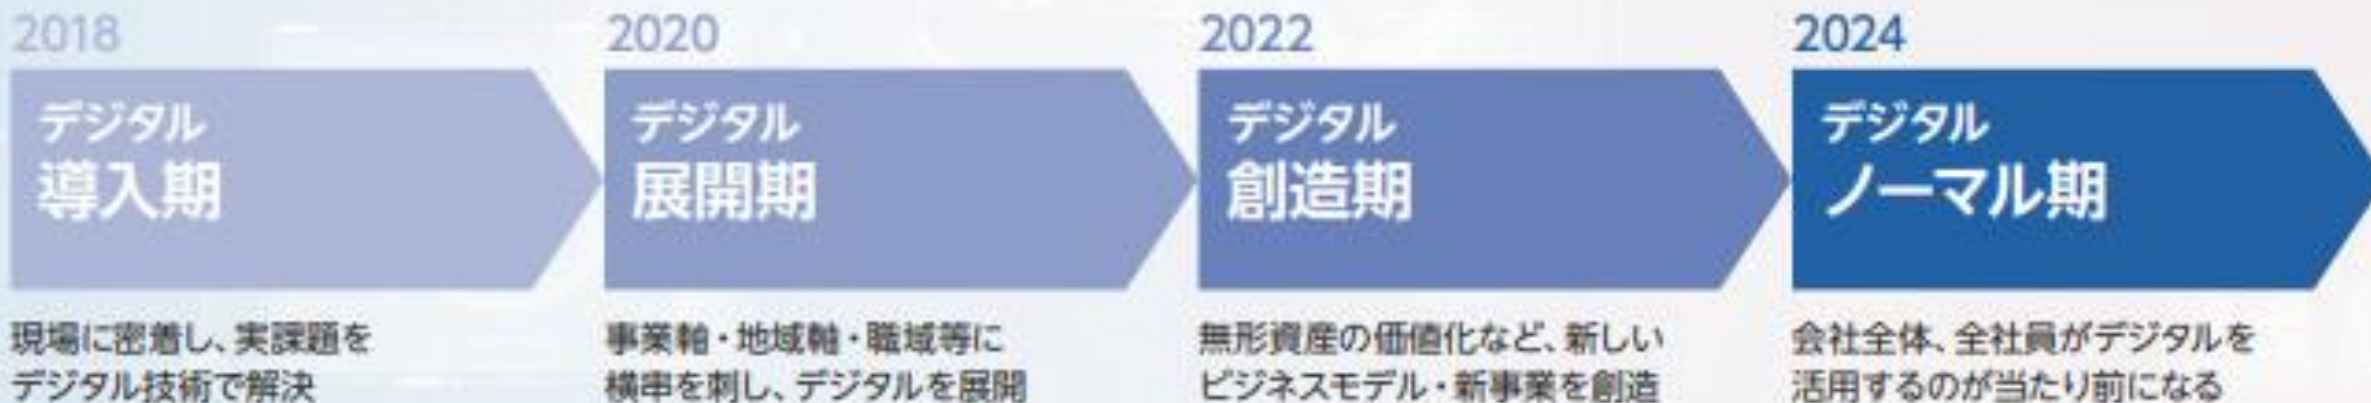 2018
デジタル
導入期
現場に密着し、実課題を
デジタル技術で解決
2020
デジタル
展開期
事業軸・地域軸・職域等に
横串を刺し、デジタルを展開
2022
デジタル
創造期
無形資産の価値化など、新しい
ビジネスモデル・新事業を創造
2024
デジタル
ノーマル期
会社全体、全社員がデジタルを
活用するのが当たり前になる